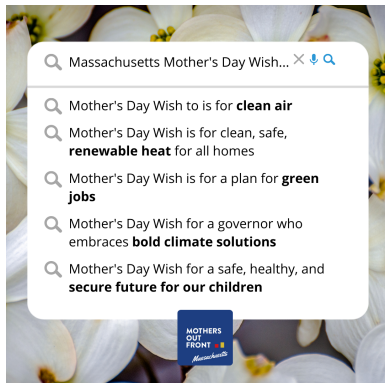 Massachusetts Mother's Day Wish...
Mother's Day Wish to is for clean air
Mother's Day Wish is for clean, safe,
renewable heat for all homes
Mother's Day Wish is for a plan for green
jobs
Mother's Day Wish for a governor who
embraces bold climate solutions
Mother's Day Wish for a safe, healthy, and
secure future for our children
MOTHERS
OUT
FRONT
Massachusetts